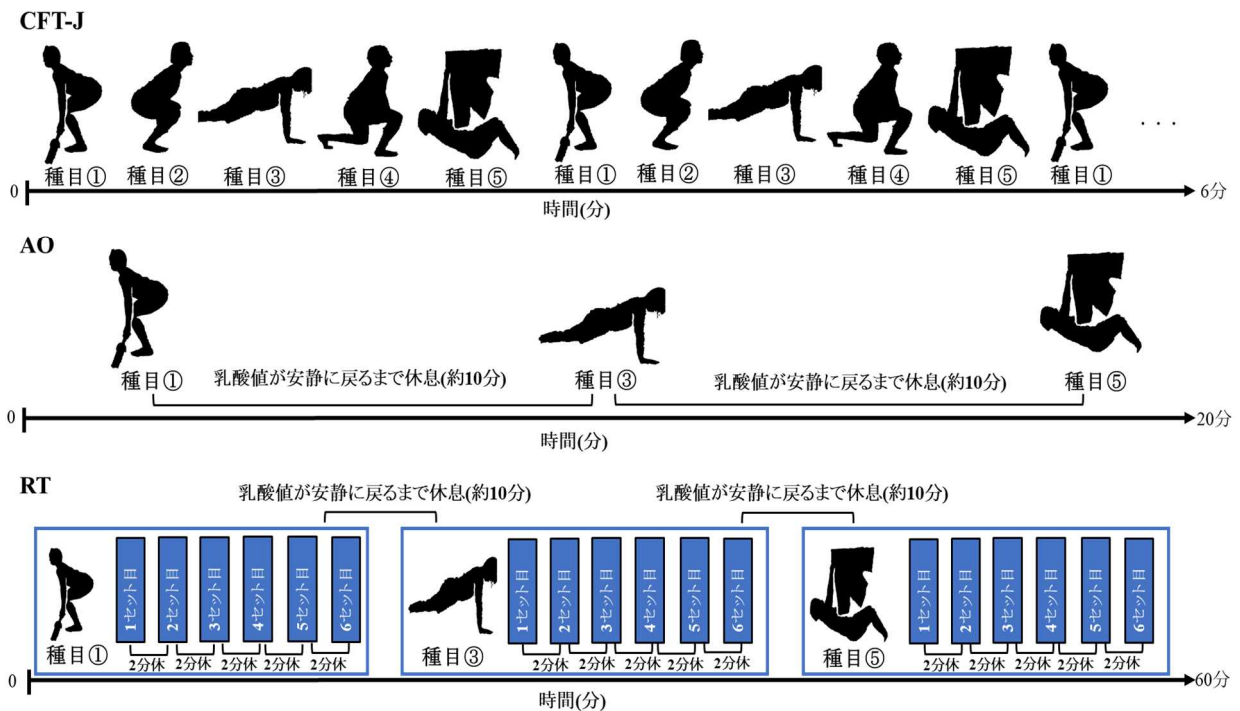 CFT-J
種目① 種目② 種目③ 種目④ 種目⑤ 種目① 種目② 種目③ 種目④ 種目⑤ 種目① ・・・
0 6分
時間(分)
AO
種目① 乳酸値が安静に戻るまで休息(約10分) 種目③ 乳酸値が安静に戻るまで休息(約10分) 種目⑤
0 20分
時間(分)
RT
乳酸値が安静に戻るまで休息(約10分) 乳酸値が安静に戻るまで休息(約10分)
1セット目 2セット目 3セット目 4セット目 5セット目 6セット目 1セット目 2セット目 3セット目 4セット目 5セット目 6セット目 1セット目 2セット目 3セット目 4セット目 5セット目 6セット目
種目① 2分休 2分休 2分休 2分休 2分休 種目③ 2分休 2分休 2分休 2分休 2分休 種目⑤ 2分休 2分休 2分休 2分休 2分休
0 60分
時間(分)